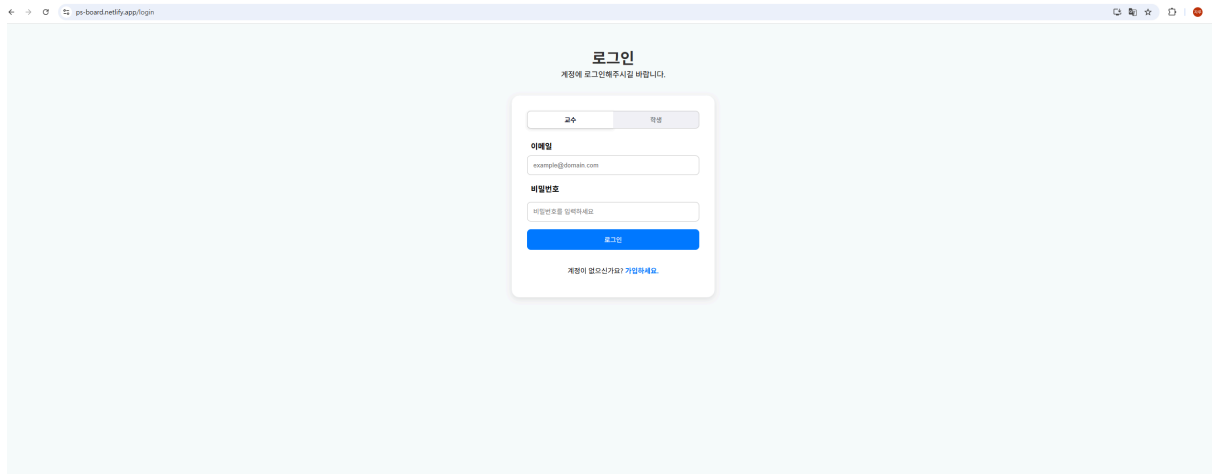 ps-board.netlify.app/login
로그인
계정에 로그인해주시길 바랍니다.
교수 학생
이메일
example@domain.com
비밀번호
비밀번호를 입력하세요
로그인
계정이 없으신가요? 가입하세요.